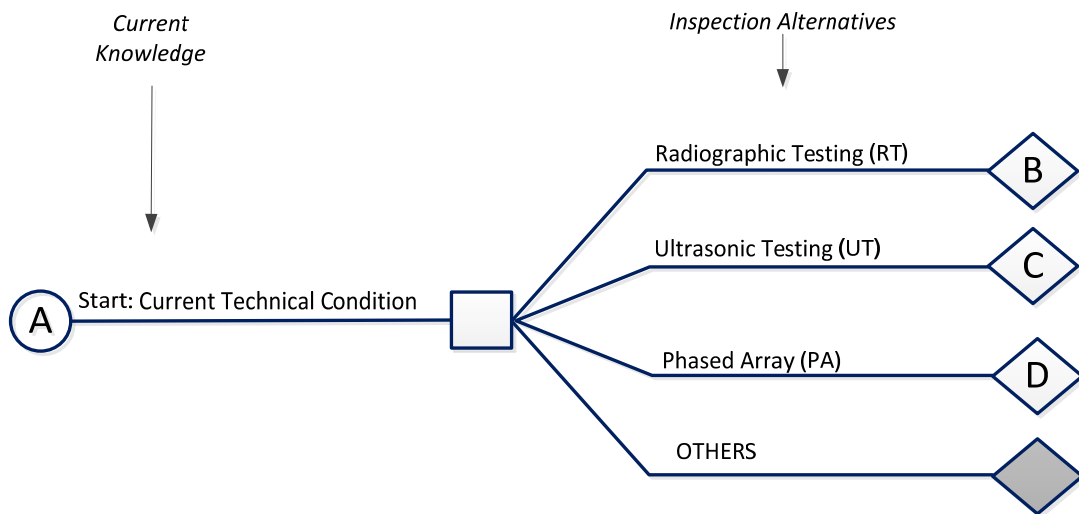 Current
Knowledge
Inspection Alternatives
Radiographic Testing (RT)
B
Ultrasonic Testing (UT)
C
A
Start: Current Technical Condition
Phased Array (PA)
D
OTHERS